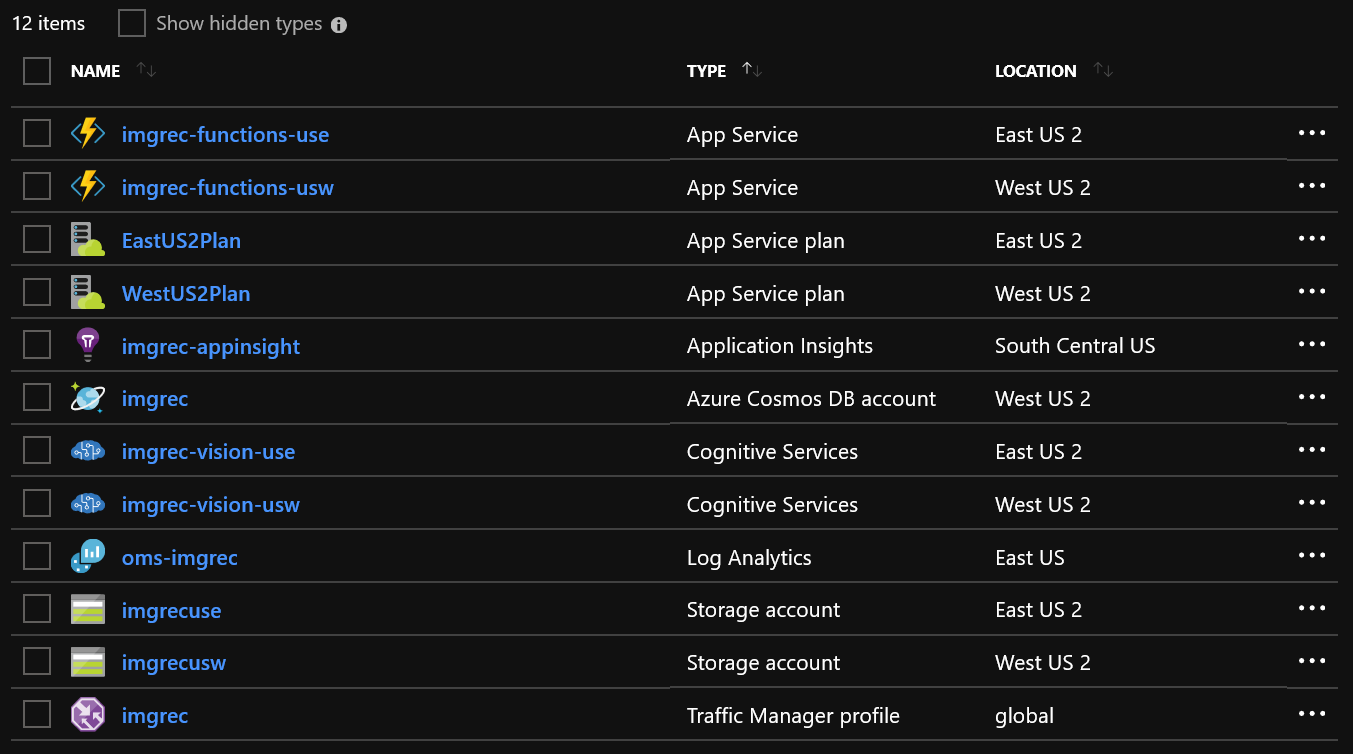 12 items Show hidden types
NAME TYPE LOCATION
imgrec-functions-use App Service East US 2
imgrec-functions-usw App Service West US 2
EastUS2Plan App Service plan East US 2
WestUS2Plan App Service plan West US 2
imgrec-appinsight Application Insights South Central US
imgrec Azure Cosmos DB account West US 2
imgrec-vision-use Cognitive Services East US 2
imgrec-vision-usw Cognitive Services West US 2
oms-imgrec Log Analytics East US
imgrecuse Storage account East US 2
imgrecusw Storage account West US 2
imgrec Traffic Manager profile global